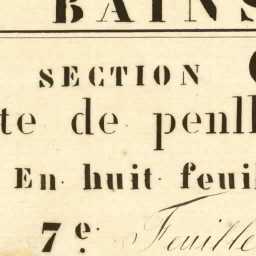 BAINS
SECTION
te de penll
En huit feuil
7e. Feuille